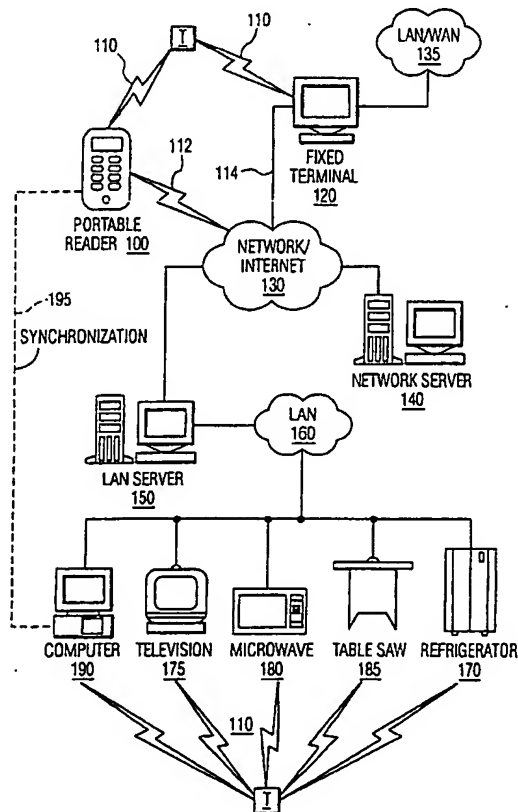 110
I
110
LAN/WAN
135
112
114
FIXED
TERMINAL
120
PORTABLE
READER 100
NETWORK/
INTERNET
130
195
SYNCHRONIZATION
NETWORK SERVER
140
LAN
160
LAN SERVER
150
COMPUTER
190
TELEVISION
175
MICROWAVE
180
TABLE SAW
185
REFRIGERATOR
170
110
I